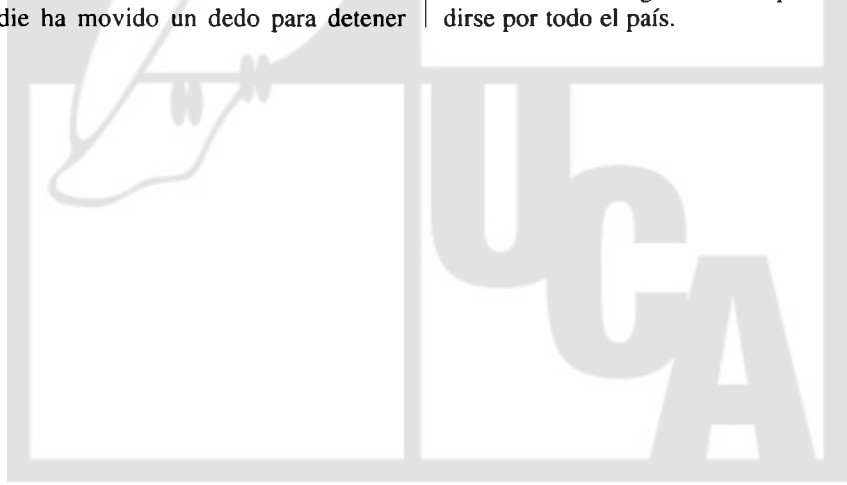 die ha movido un dedo para detener
dirse por todo el país.
UCA